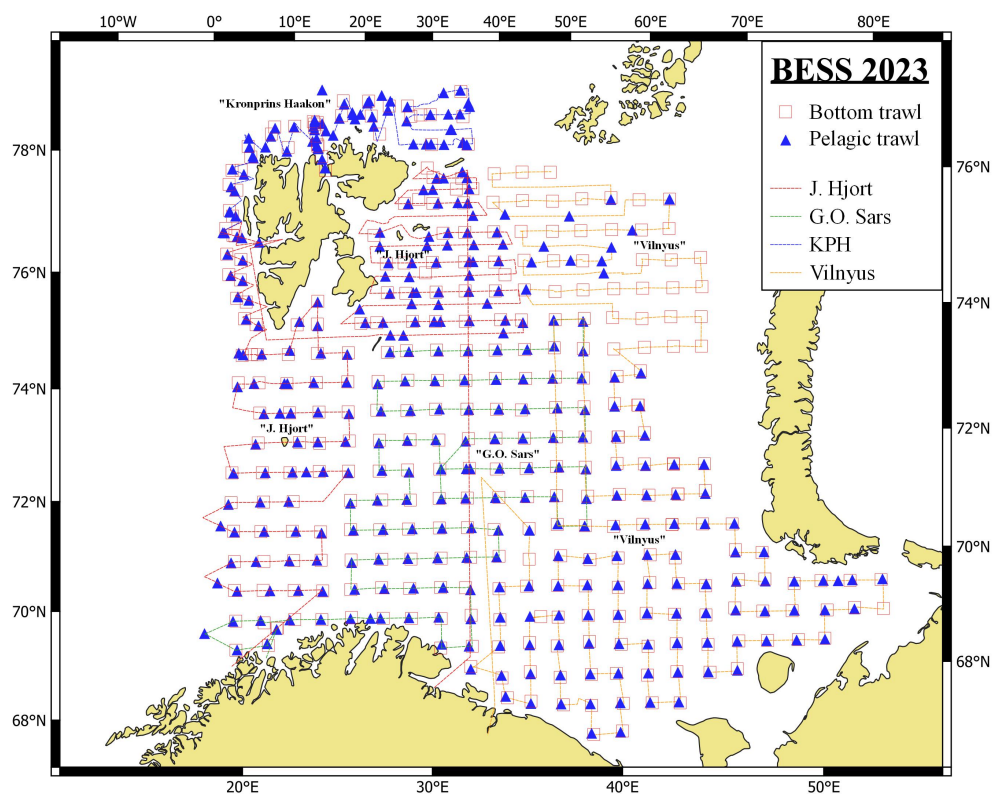 10°W 0° 10°E 20°E 30°E 40°E 50°E 60°E 70°E 80°E
BESS 2023
Bottom trawl
Pelagic trawl
J. Hjort
G.O. Sars
KPH
Vilnyus
"Kronprins Haakon"
78°N
76°N
"Vilnyus"
"J. Hjort"
76°N
74°N
74°N
"J. Hjort"
72°N
"G.O. Sars"
72°N
"Vilnyus"
70°N
70°N
68°N
68°N
20°E 30°E 40°E 50°E